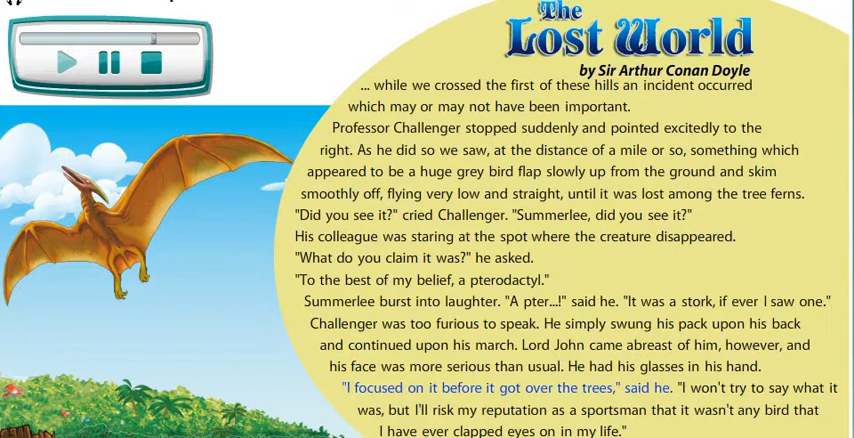 The
Lost World
by Sir Arthur Conan Doyle
... while we crossed the first of these hills an incident occurred
which may or may not have been important.
Professor Challenger stopped suddenly and pointed excitedly to the
right. As he did so we saw, at the distance of a mile or so, something which
appeared to be a huge grey bird flap slowly up from the ground and skim
smoothly off, flying very low and straight, until it was lost among the tree ferns.
"Did you see it?" cried Challenger. "Summerlee, did you see it?"
His colleague was staring at the spot where the creature disappeared.
"What do you claim it was?" he asked.
"To the best of my belief, a pterodactyl."
Summerlee burst into laughter. "A pter...!" said he. "It was a stork, if ever I saw one."
Challenger was too furious to speak. He simply swung his pack upon his back
and continued upon his march. Lord John came abreast of him, however, and
his face was more serious than usual. He had his glasses in his hand.
"I focused on it before it got over the trees," said he. "I won't try to say what it
was, but I'll risk my reputation as a sportsman that it wasn't any bird that
I have ever clapped eyes on in my life."